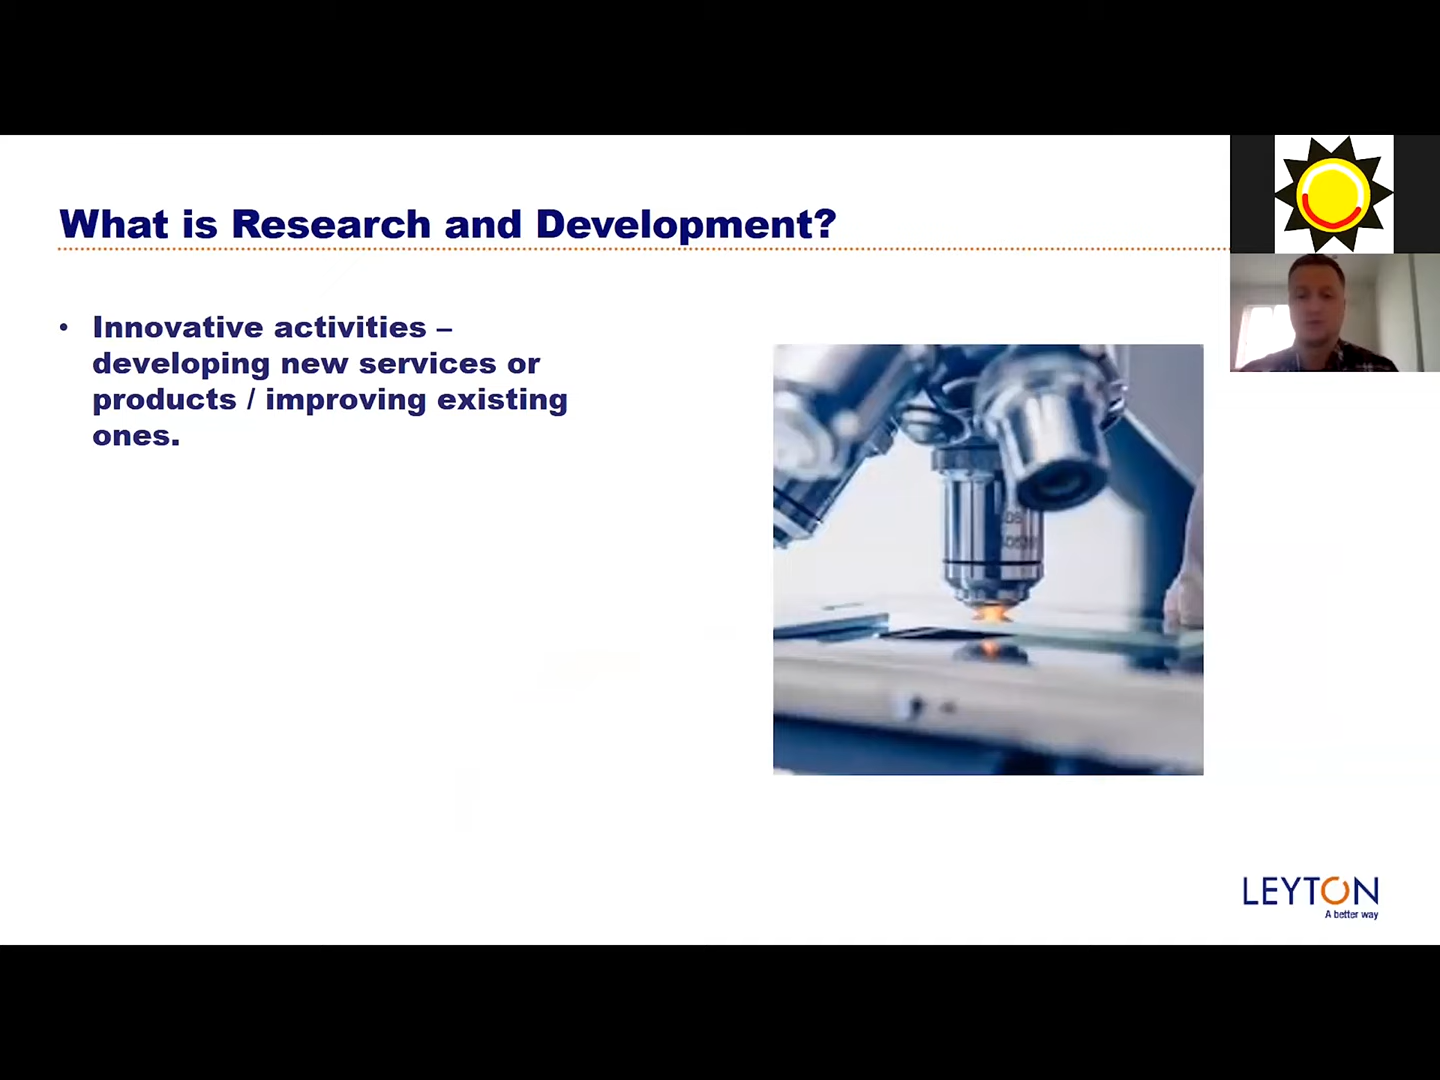 What is Research and Development?
• Innovative activities –
developing new services or
products / improving existing
ones.
LEYTON
A better way